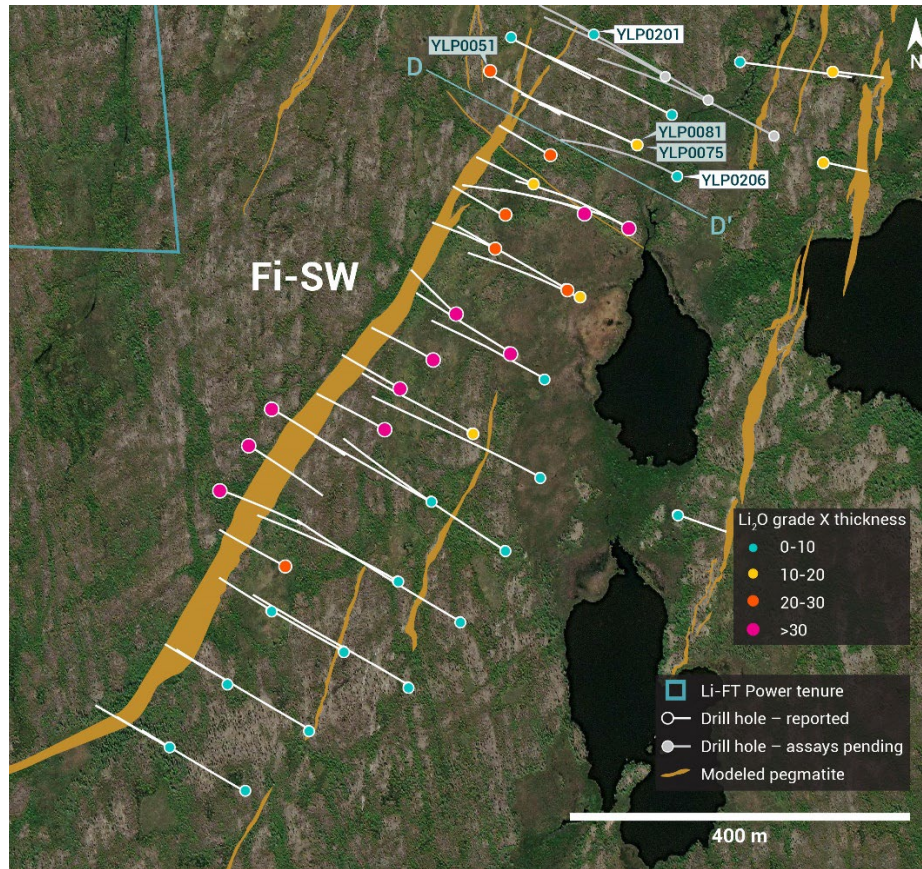 YLP0201
YLP0051
N
D
YLP0081
YLP0075
YLP0206
D'
Fi-SW
Li₂O grade X thickness
0-10
10-20
20-30
>30
Li-FT Power tenure
Drill hole – reported
Drill hole – assays pending
Modeled pegmatite
400 m